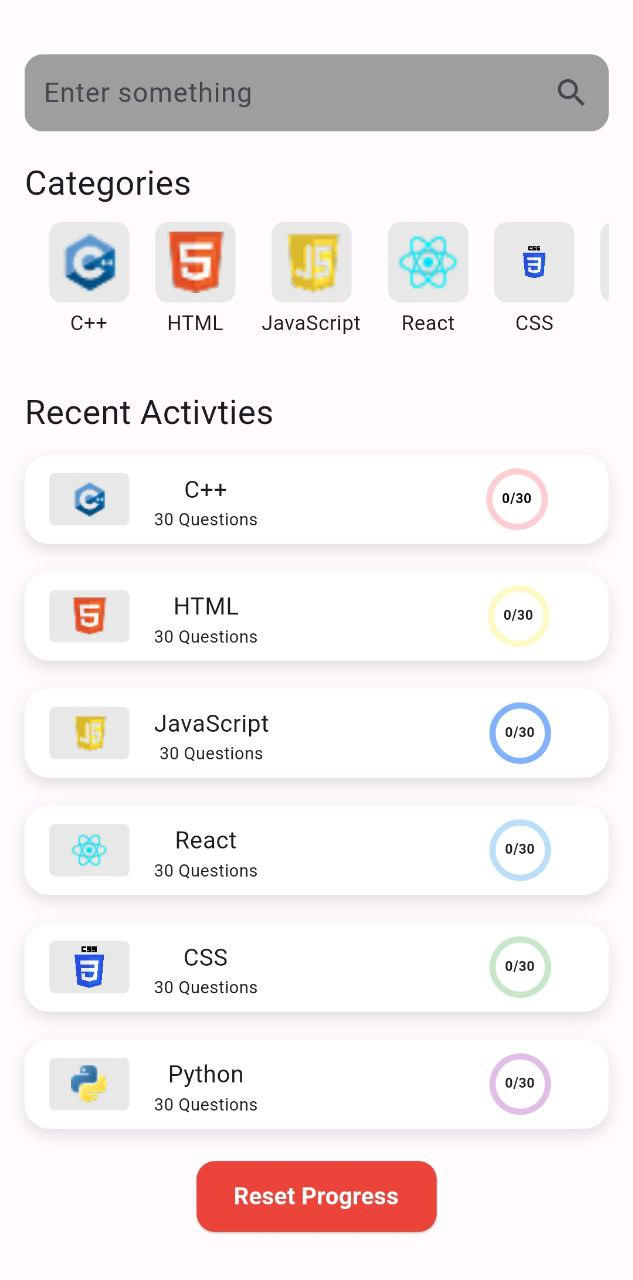 Enter something
Categories
C++ HTML JavaScript React CSS
Recent Activties
C++
30 Questions
0/30
HTML
30 Questions
0/30
JavaScript
30 Questions
0/30
React
30 Questions
0/30
CSS
30 Questions
0/30
Python
30 Questions
0/30
Reset Progress